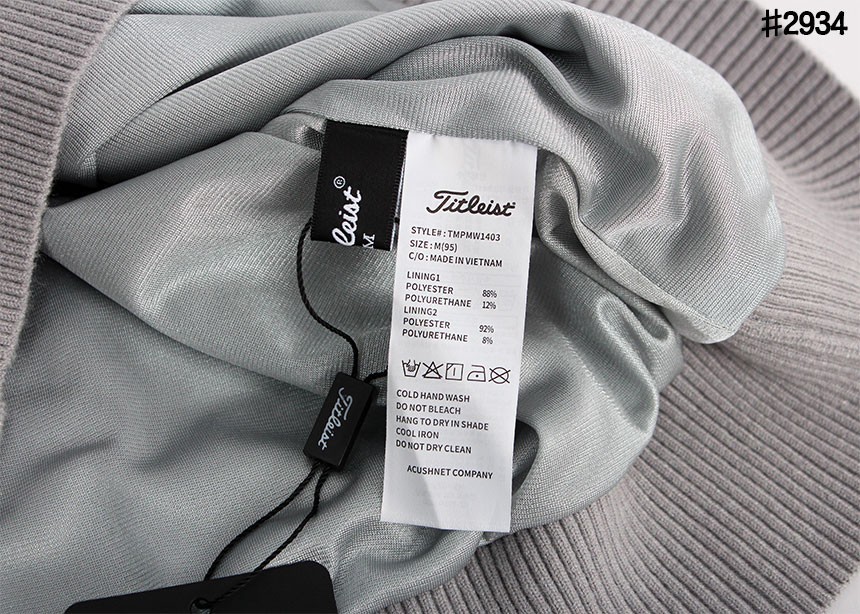 #2934
Titleist
STYLE# : TMPMW1403
SIZE : M(95)
C/O : MADE IN VIETNAM
LINING1
POLYESTER 88%
POLYURETHANE 12%
LINING2
POLYESTER 92%
POLYURETHANE 8%
COLD HAND WASH
DO NOT BLEACH
HANG TO DRY IN SHADE
COOL IRON
DO NOT DRY CLEAN
ACUSHNET COMPANY
leist®
M
Titleist